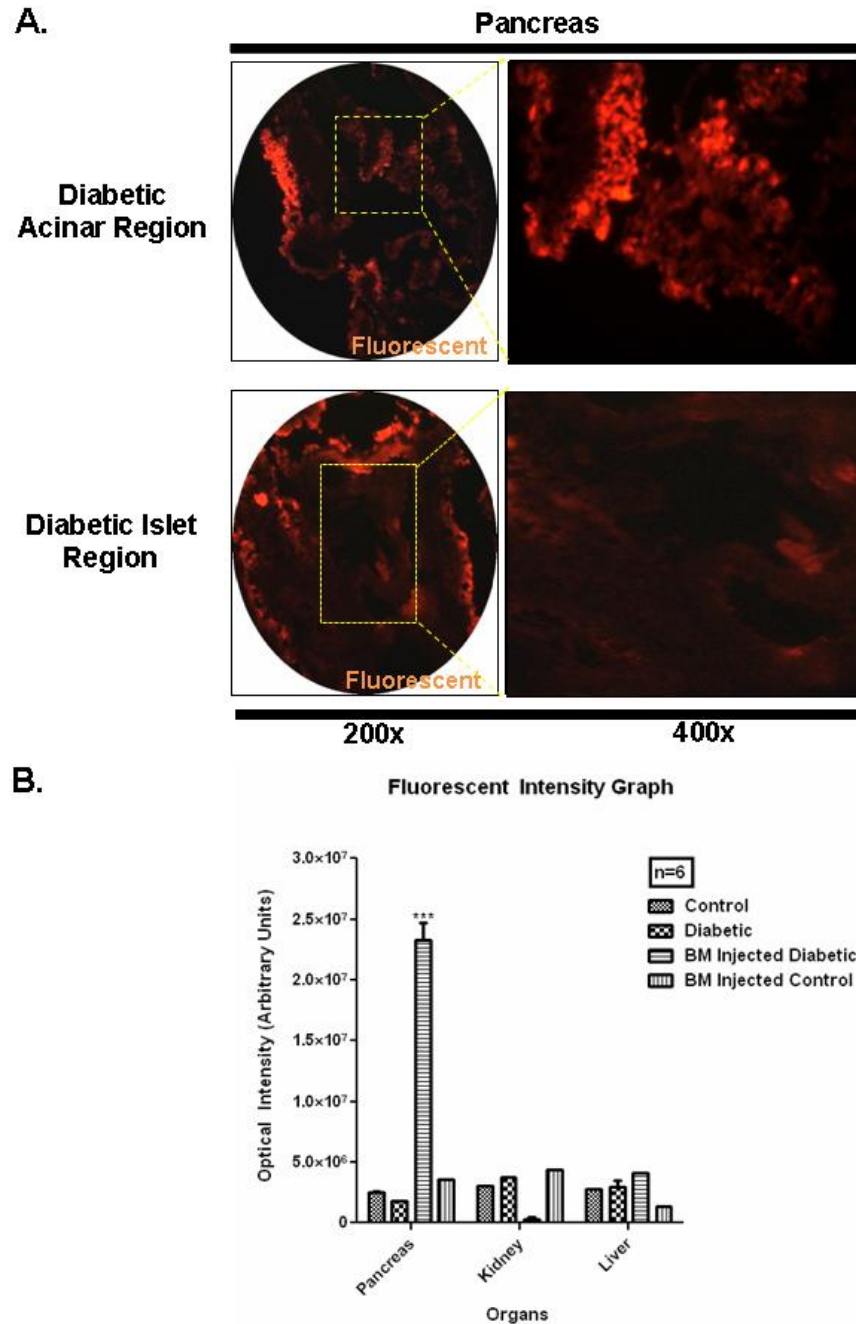 A.
Pancreas
Diabetic
Acinar Region
Fluorescent
Diabetic Islet
Region
Fluorescent
200x
400x
B.
Fluorescent Intensity Graph
Optical Intensity (Arbitrary Units)
3.0×10⁷
2.5×10⁷
2.0×10⁷
1.5×10⁷
1.0×10⁷
5.0×10⁶
0
***
n=6
Control
Diabetic
BM Injected Diabetic
BM Injected Control
Pancreas
Kidney
Liver
Organs